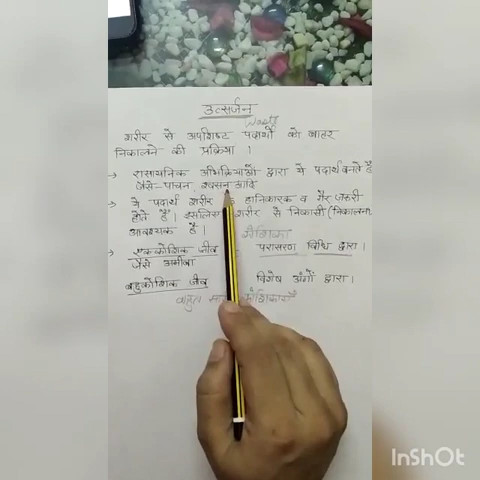 उत्सर्जन
Waste
शरीर से अपशिष्ट पदार्थो को बाहर
निकालने की प्रक्रिया ।
→ रासायनिक अभिक्रियाओं द्वारा ये पदार्थ बनते है
जैसे-पाचन, श्वसन आदि
→ ये पदार्थ शरीर हानिकारक व गैर जरुरी
होते है। इसलिए शरीर से निकासी (निकालना
आवश्यक है ।
→ एककोशिक जीव परासरण विधि द्वारा ।
जैसे अमीबा
बहुकोशिक जीव विशेष अंगों द्वारा ।
बहुत कोशिकाएँ
InShOt